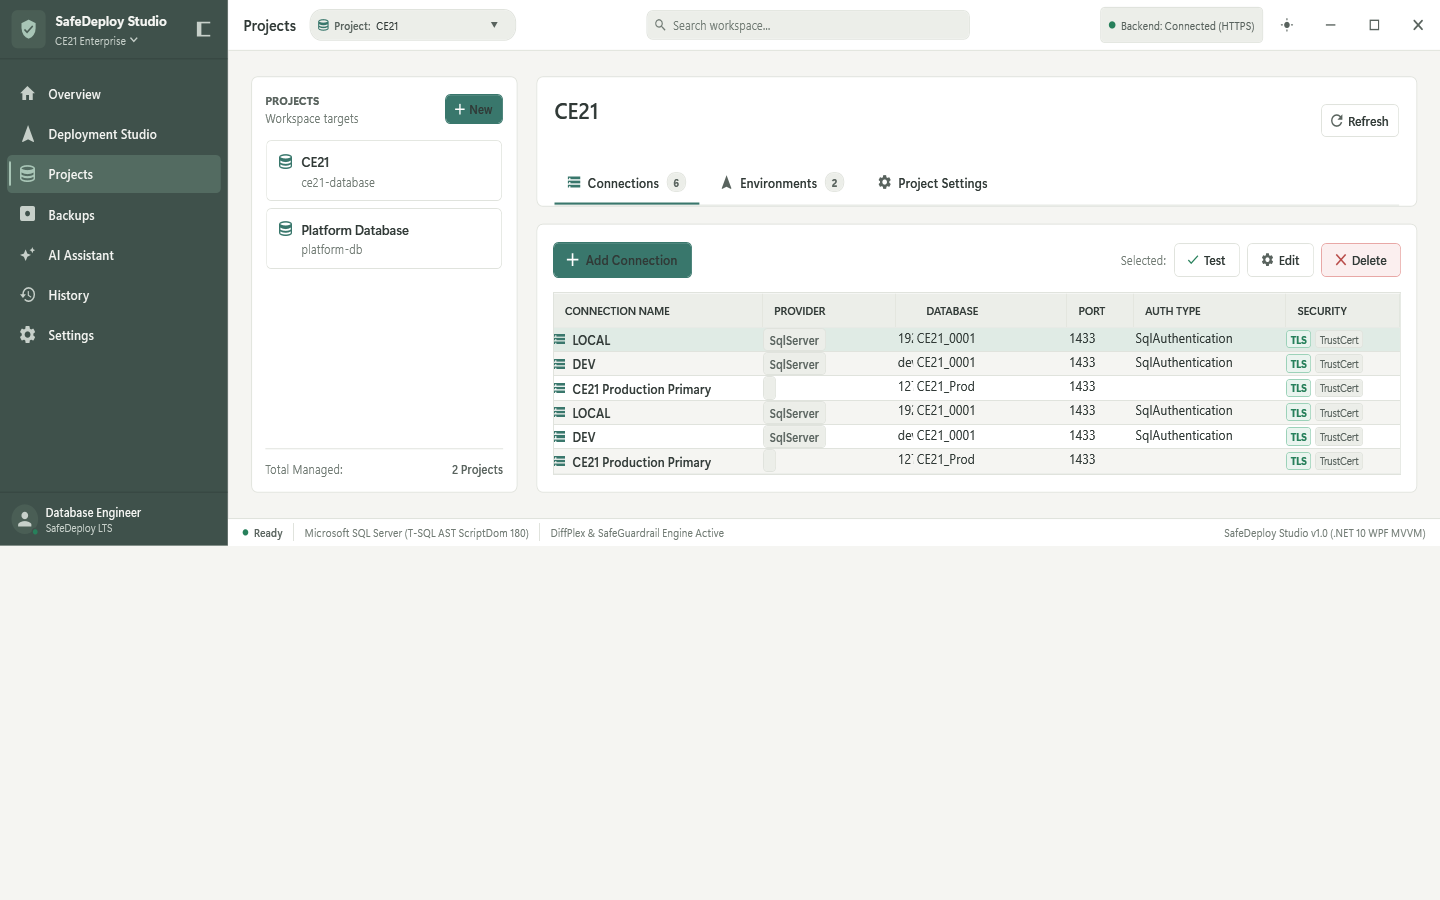 SafeDeploy Studio
CE21 Enterprise
Overview
Deployment Studio
Projects
Backups
AI Assistant
History
Settings
Database Engineer
SafeDeploy LTS
Projects
Project: CE21
Search workspace...
Backend: Connected (HTTPS)
PROJECTS
Workspace targets
New
CE21
ce21-database
Platform Database
platform-db
Total Managed: 2 Projects
CE21
Refresh
Connections 6
Environments 2
Project Settings
Add Connection
Selected: Test Edit Delete
CONNECTION NAME PROVIDER DATABASE PORT AUTH TYPE SECURITY
LOCAL SqlServer CE21_0001 1433 SqlAuthentication TLS TrustCert
DEV SqlServer CE21_0001 1433 SqlAuthentication TLS TrustCert
CE21 Production Primary CE21_Prod 1433 TLS TrustCert
LOCAL SqlServer CE21_0001 1433 SqlAuthentication TLS TrustCert
DEV SqlServer CE21_0001 1433 SqlAuthentication TLS TrustCert
CE21 Production Primary CE21_Prod 1433 TLS TrustCert
Ready
Microsoft SQL Server (T-SQL AST ScriptDom 180)
DiffPlex & SafeGuardrail Engine Active
SafeDeploy Studio v1.0 (.NET 10 WPF MVVM)